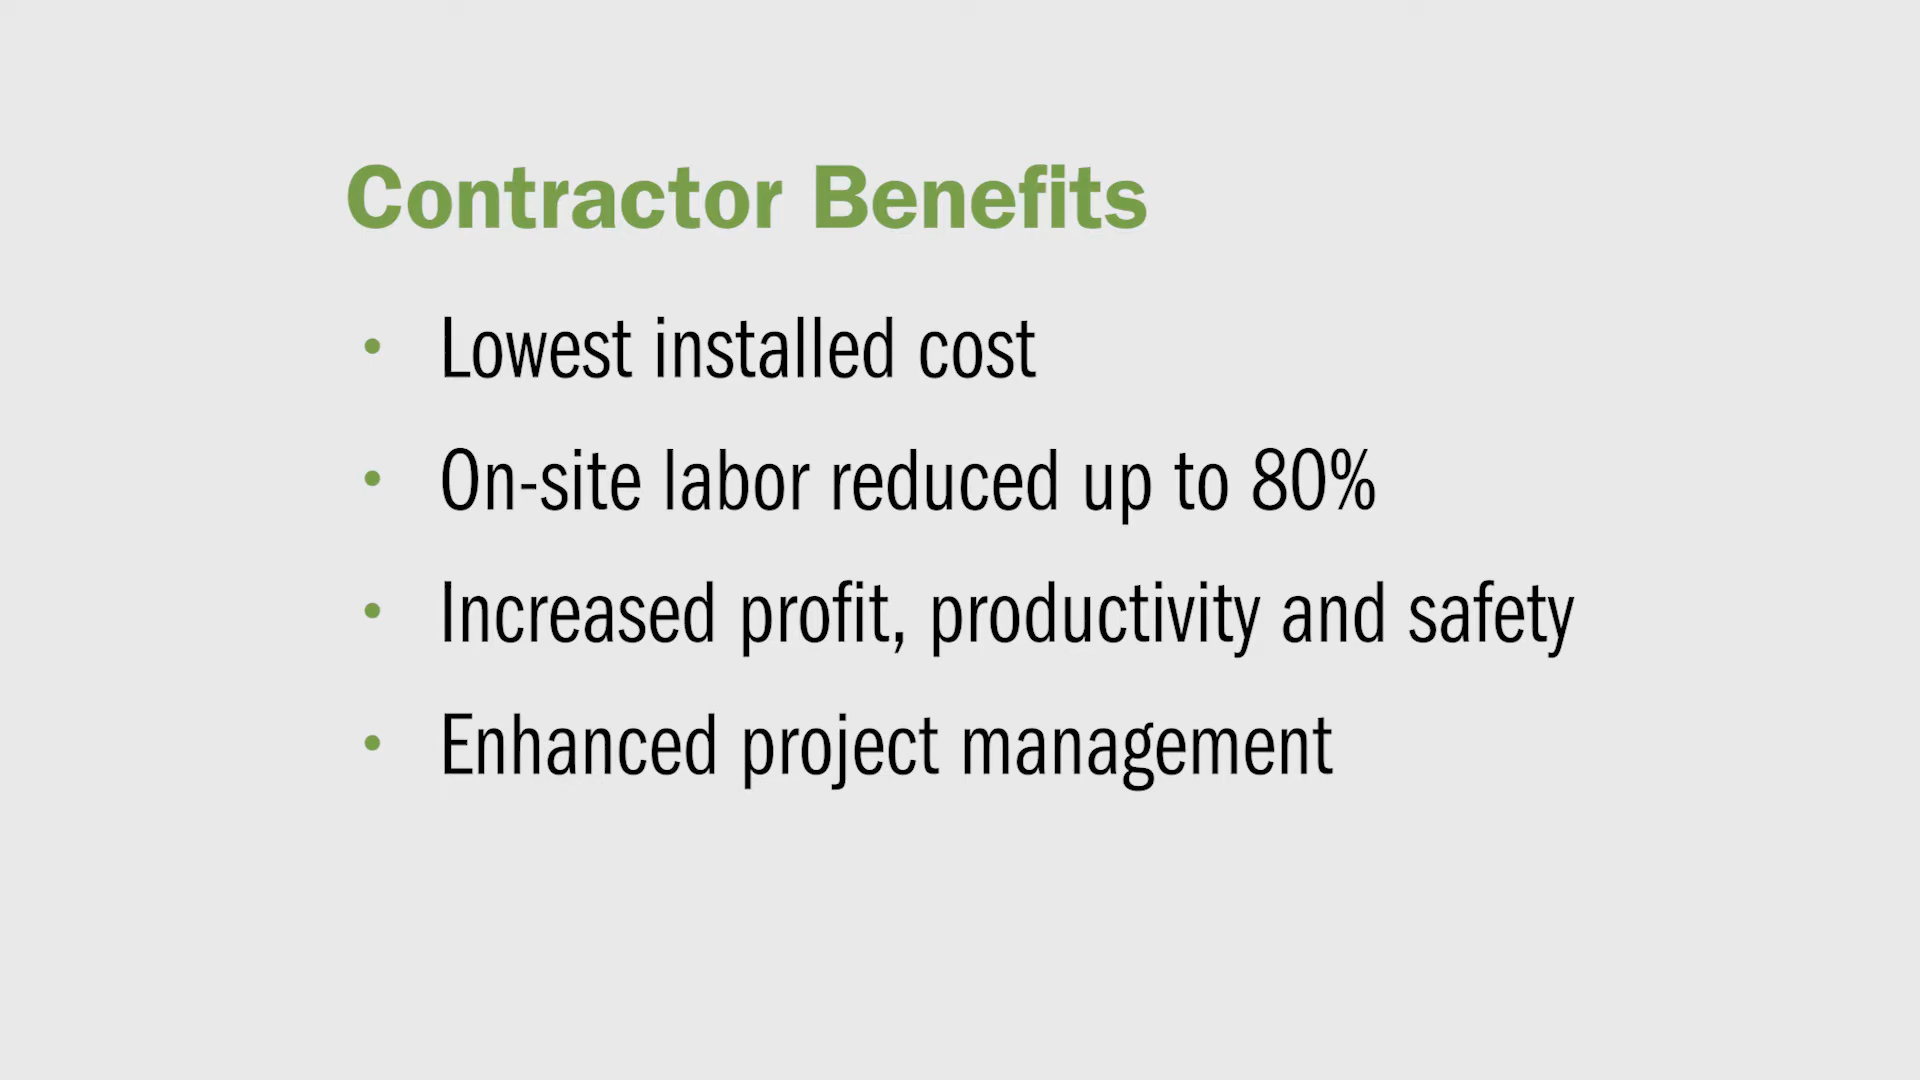 Contractor Benefits
• Lowest installed cost
• On-site labor reduced up to 80%
• Increased profit, productivity and safety
• Enhanced project management